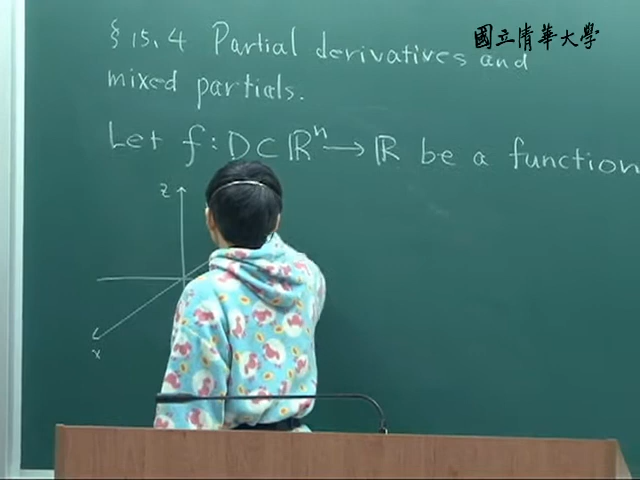 §15.4 Partial derivatives and
國立清華大學
mixed partials.
Let f: D⊂ℝⁿ→ℝ be a function
z
x